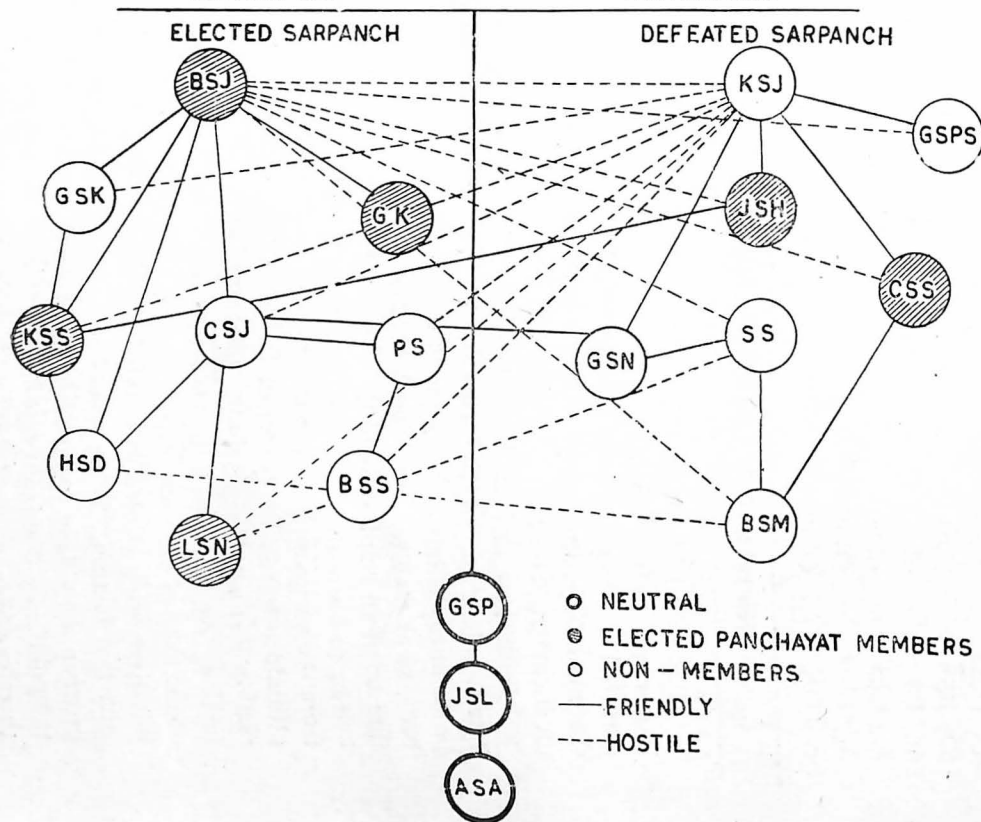 ELECTED SARPANCH
DEFEATED SARPANCH
BSJ
KSJ
GSPS
GSK
GK
JSH
CSS
KSS
CSJ
PS
GSN
SS
HSD
BSS
BSM
LSN
GSP
JSL
ASA
NEUTRAL
ELECTED PANCHAYAT MEMBERS
NON-MEMBERS
FRIENDLY
HOSTILE